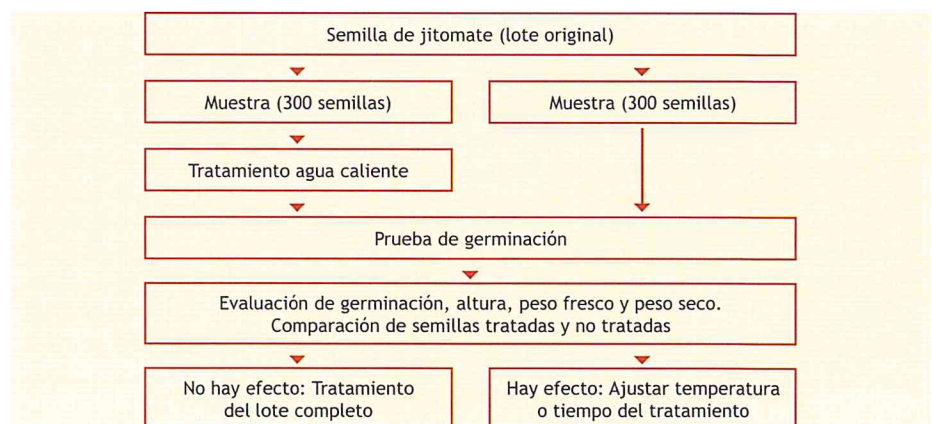 Semilla de jitomate (lote original)
Muestra (300 semillas)
Muestra (300 semillas)
Tratamiento agua caliente
Prueba de germinación
Evaluación de germinación, altura, peso fresco y peso seco.
Comparación de semillas tratadas y no tratadas
No hay efecto: Tratamiento
del lote completo
Hay efecto: Ajustar temperatura
o tiempo del tratamiento